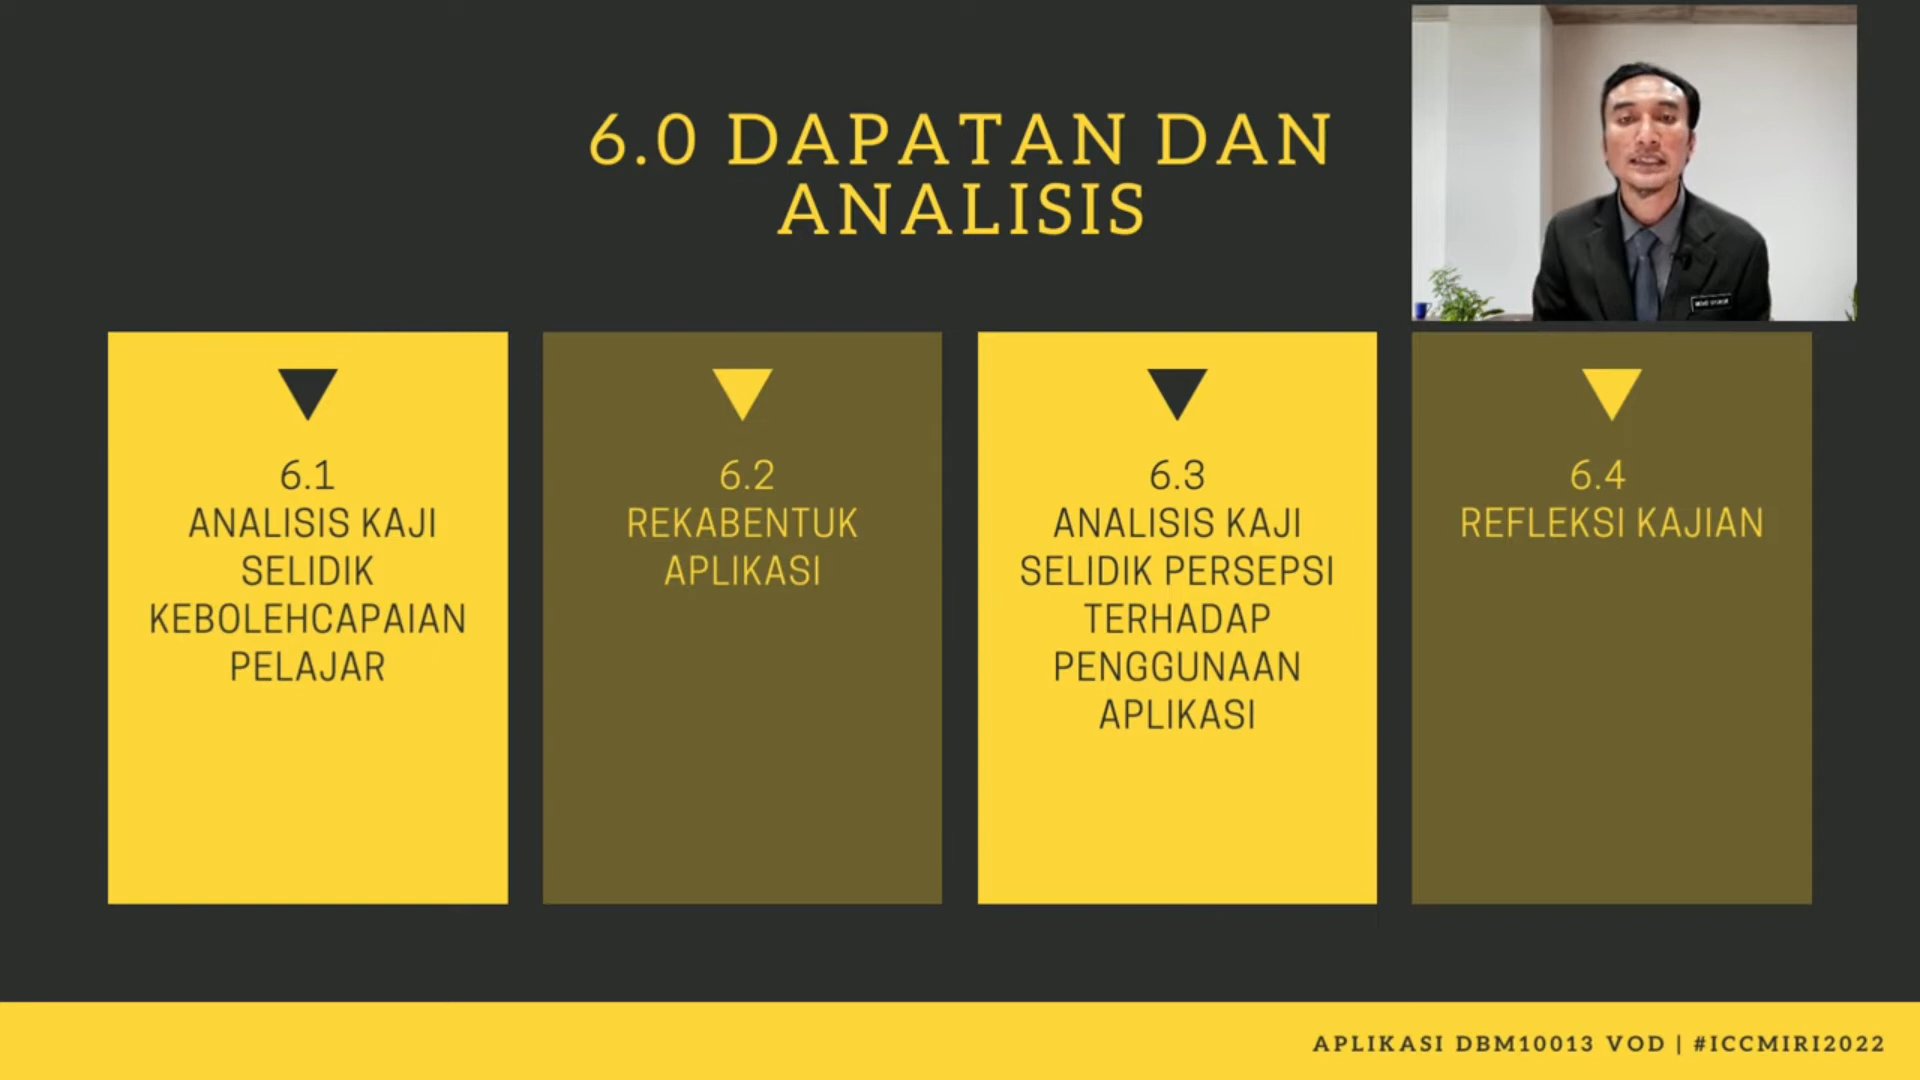 6.0 DAPATAN DAN
ANALISIS
6.1
ANALISIS KAJI
SELIDIK
KEBOLEHCAPAIAN
PELAJAR
6.2
REKABENTUK
APLIKASI
6.3
ANALISIS KAJI
SELIDIK PERSEPSI
TERHADAP
PENGGUNAAN
APLIKASI
6.4
REFLEKSI KAJIAN
APLIKASI DBM10013 VOD | #ICCMIRI2022